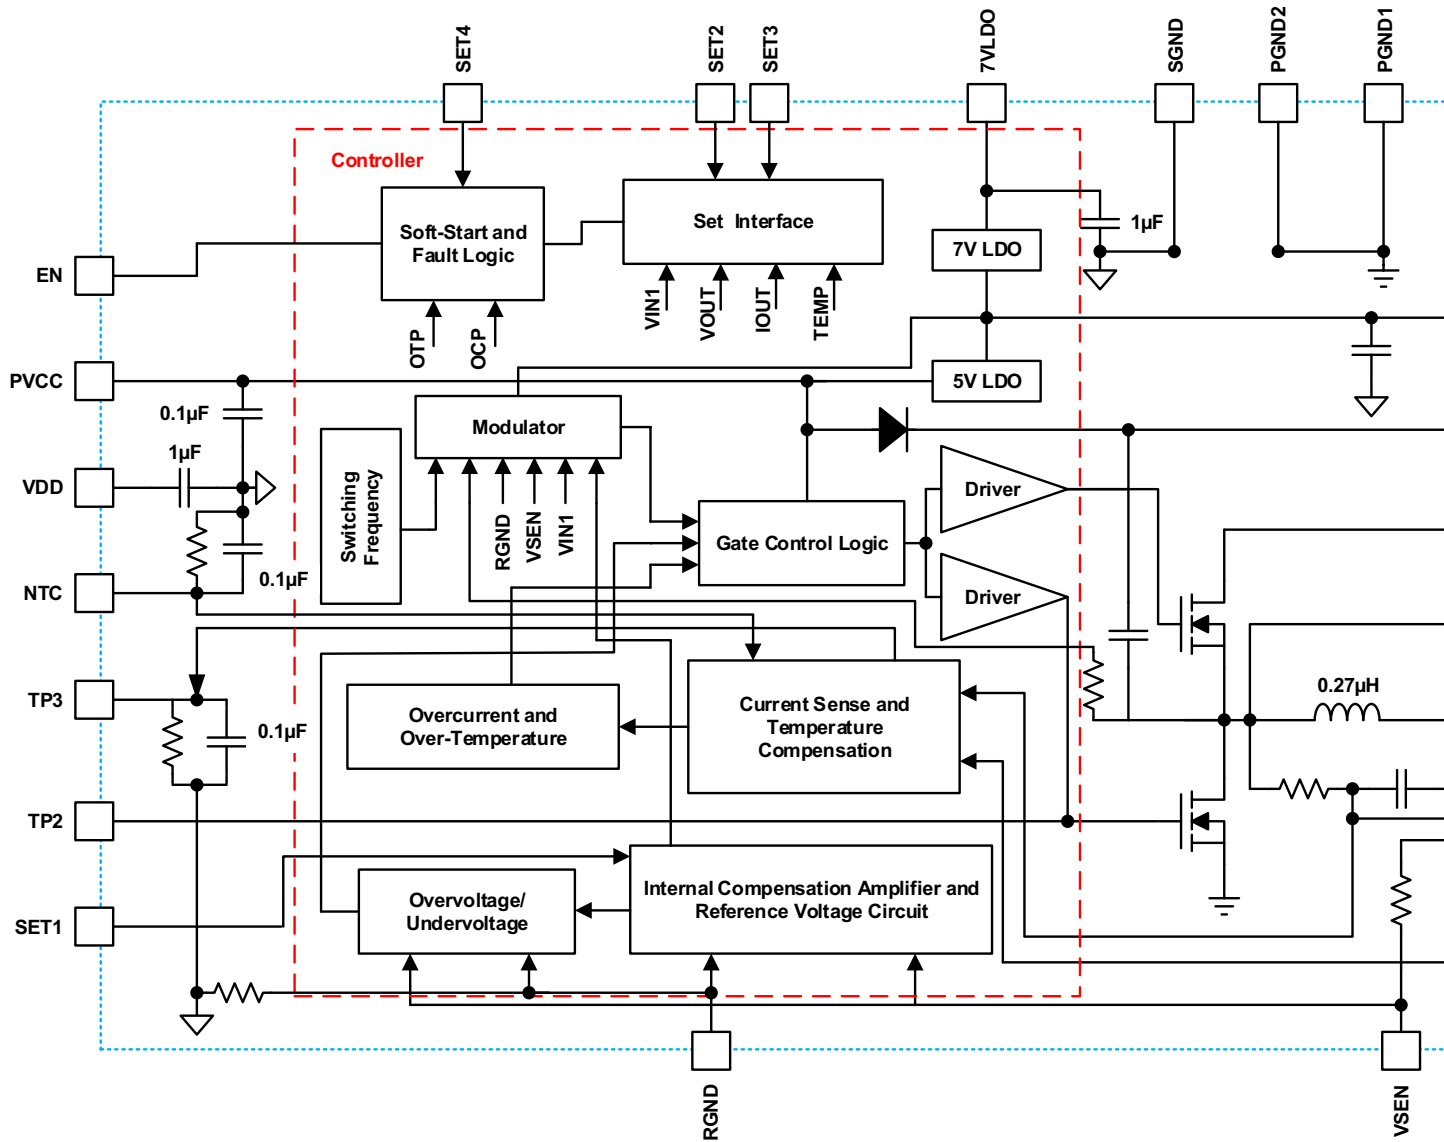 SET4
SET2
SET3
7VLDO
SGND
PGND2
PGND1
Controller
Soft-Start and
Fault Logic
Set Interface
1µF
7V LDO
EN
VIN1
VOUT
IOUT
TEMP
OTP
OCP
PVCC
5V LDO
0.1µF
Modulator
1µF
VDD
Switching
Frequency
RGND
VSEN
VIN1
Driver
Gate Control Logic
0.1µF
NTC
Driver
TP3
0.1µF
Overcurrent and
Over-Temperature
Current Sense and
Temperature
Compensation
0.27µH
TP2
SET1
Overvoltage/
Undervoltage
Internal Compensation Amplifier and
Reference Voltage Circuit
RGND
VSEN